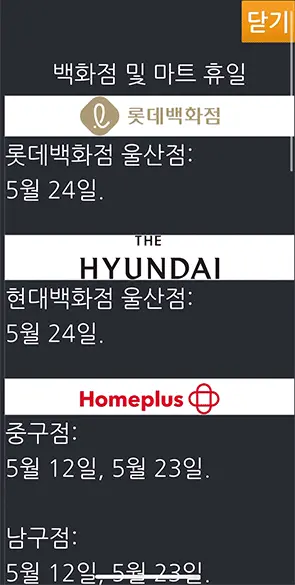 닫기
백화점 및 마트 휴일
롯데백화점
롯데백화점 울산점:
5월 24일.
THE
HYUNDAI
현대백화점 울산점:
5월 24일.
Homeplus
중구점:
5월 12일, 5월 23일.
남구점:
5월 12일, 5월 23일.